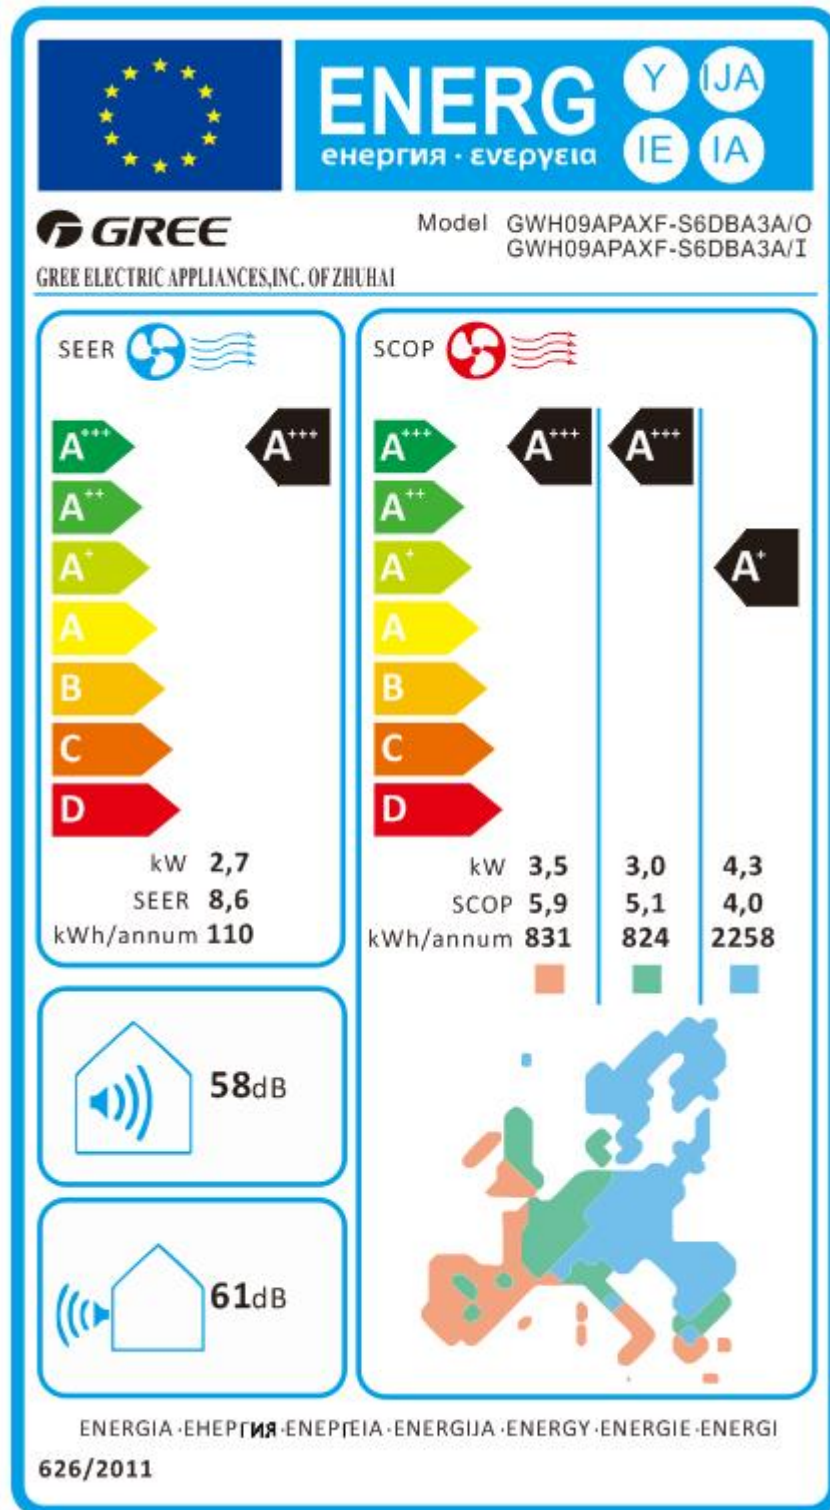 ENERG
енергия · ενεργεια
Y IJA
IE IA
GREE
Model GWH09APAXF-S6DBA3A/O
GWH09APAXF-S6DBA3A/I
GREE ELECTRIC APPLIANCES,INC. OF ZHUHAI
SEER
A+++ A+++
A++
A+
A
B
C
D
kW 2,7
SEER 8,6
kWh/annum 110
SCOP
A+++ A+++ A+++
A++
A+ A+
A
B
C
D
kW 3,5 3,0 4,3
SCOP 5,9 5,1 4,0
kWh/annum 831 824 2258
58dB
61dB
ENERGIA·ЕНЕРГИЯ·ΕΝΕΡΓΕΙΑ·ENERGIJA·ENERGY·ENERGIE·ENERGI
626/2011